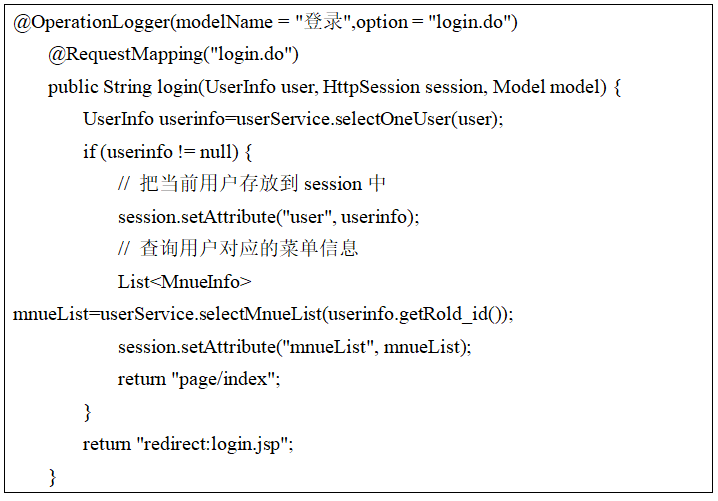 @OperationLogger(modelName = "登录",option = "login.do")
@RequestMapping("login.do")
public String login(UserInfo user, HttpSession session, Model model) {
UserInfo userinfo=userService.selectOneUser(user);
if (userinfo != null) {
// 把当前用户存放到 session 中
session.setAttribute("user", userinfo);
// 查询用户对应的菜单信息
List<MnueInfo>
mnueList=userService.selectMnueList(userinfo.getRold_id());
session.setAttribute("mnueList", mnueList);
return "page/index";
}
return "redirect:login.jsp";
}